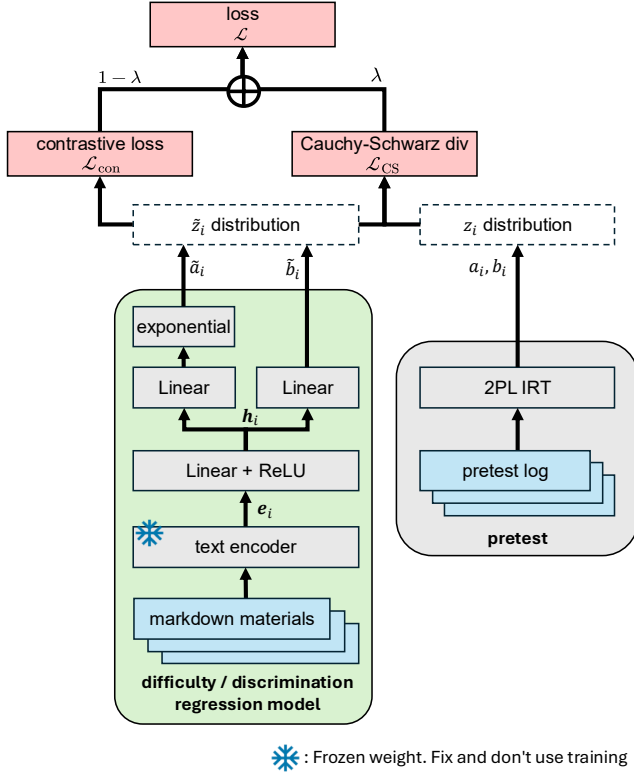 loss
ℒ
1 − λ
λ
contrastive loss
ℒcon
Cauchy-Schwarz div
ℒCS
z̃i distribution
zi distribution
ãi
b̃i
ai, bi
exponential
Linear
Linear
2PL IRT
hi
Linear + ReLU
pretest log
ei
text encoder
pretest
markdown materials
difficulty / discrimination
regression model
: Frozen weight. Fix and don't use training